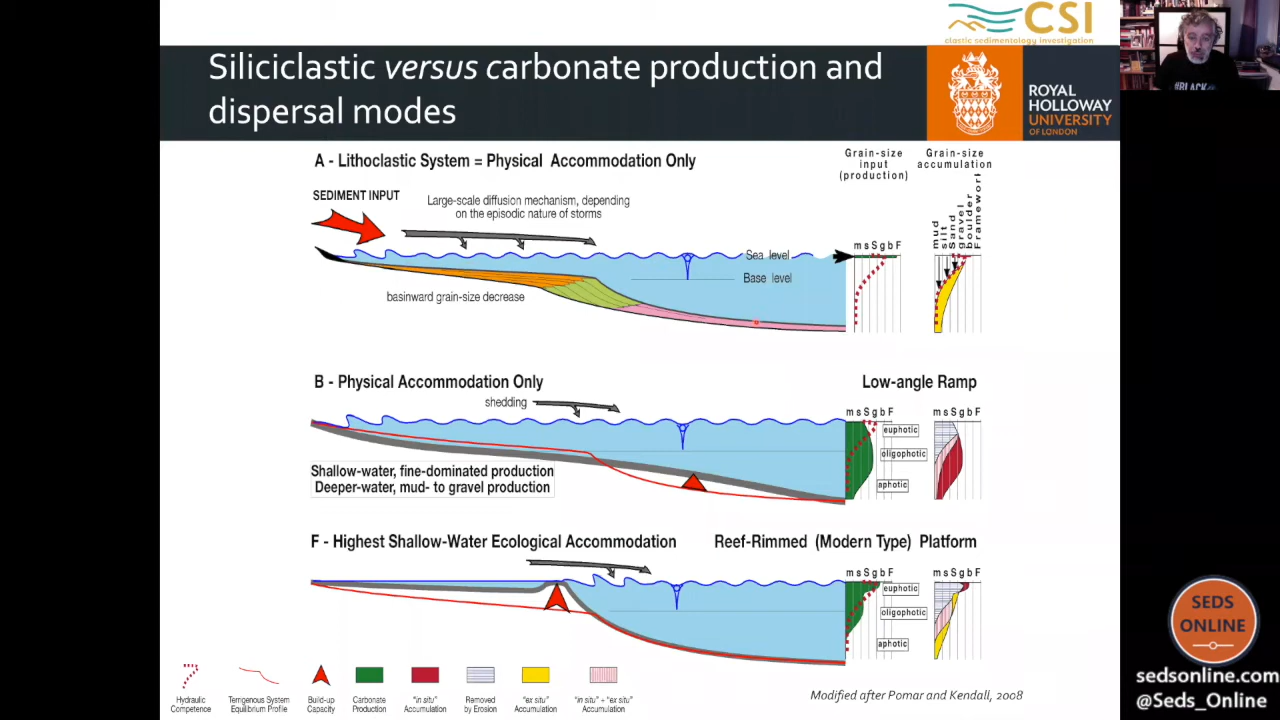 CSI
clastic sedimentology investigation
Siliciclastic versus carbonate production and
dispersal modes
ROYAL
HOLLOWAY
UNIVERSITY
OF LONDON
#BLACK
A - Lithoclastic System = Physical Accommodation Only
Grain-size
input
(production)
Grain-size
accumulation
SEDIMENT INPUT
Large-scale diffusion mechanism, depending
on the episodic nature of storms
mud
silt
Sand
gravel
boulder
Framework
m s S g b F
Sea level
Base level
basinward grain-size decrease
B - Physical Accommodation Only
Low-angle Ramp
shedding
m s S g b F
m s S g b F
euphotic
oligophotic
aphotic
Shallow-water, fine-dominated production
Deeper-water, mud- to gravel production
F - Highest Shallow-Water Ecological Accommodation
Reef-Rimmed (Modern Type) Platform
m s S g b F
m s S g b F
euphotic
oligophotic
aphotic
Hydraulic
Competence
Terrigenous System
Equilibrium Profile
Build-up
Capacity
Carbonate
Production
"in situ"
Accumulation
Removed
by Erosion
"ex situ"
Accumulation
"in situ" + "ex situ"
Accumulation
Modified after Pomar and Kendall, 2008
SEDS
ONLINE
sedsonline.com
@Seds_Online